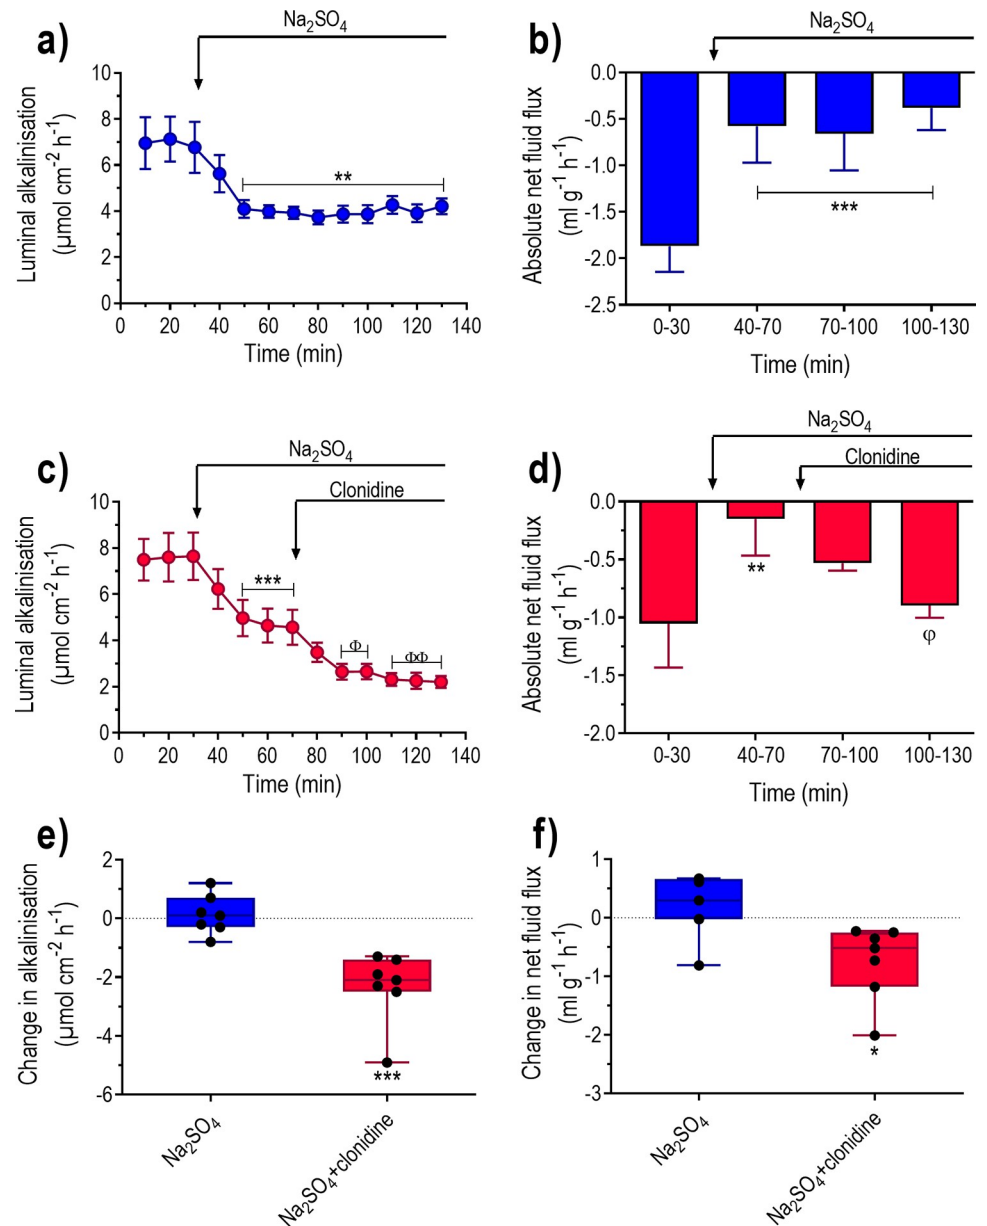 a)
Na₂SO₄
Luminal alkalinisation
(µmol cm⁻² h⁻¹)
10
8
6
4
2
0
**
0 20 40 60 80 100 120 140
Time (min)
b)
Na₂SO₄
Absolute net fluid flux
(ml g⁻¹ h⁻¹)
0.0
-0.5
-1.0
-1.5
-2.0
-2.5
***
0-30 40-70 70-100 100-130
Time (min)
c)
Na₂SO₄
Clonidine
Luminal alkalinisation
(µmol cm⁻² h⁻¹)
10
8
6
4
2
0
***
Φ
ΦΦ
0 20 40 60 80 100 120 140
Time (min)
d)
Na₂SO₄
Clonidine
Absolute net fluid flux
(ml g⁻¹ h⁻¹)
0.0
-0.5
-1.0
-1.5
-2.0
**
φ
0-30 40-70 70-100 100-130
Time (min)
e)
Change in alkalinisation
(µmol cm⁻² h⁻¹)
2
0
-2
-4
-6
***
Na₂SO₄
Na₂SO₄+clonidine
f)
Change in net fluid flux
(ml g⁻¹ h⁻¹)
1
0
-1
-2
-3
*
Na₂SO₄
Na₂SO₄+clonidine